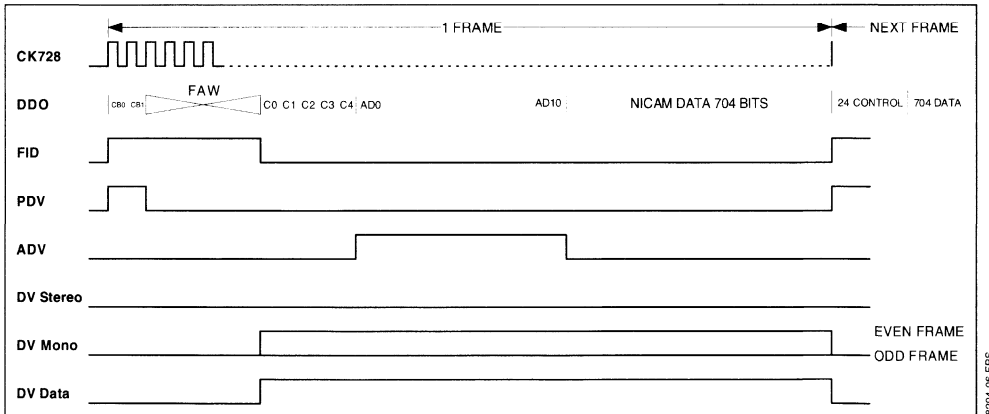 1 FRAME NEXT FRAME
CK728
FAW
DDO CB0 CB1 C0 C1 C2 C3 C4 AD0 AD10 NICAM DATA 704 BITS 24 CONTROL 704 DATA
FID
PDV
ADV
DV Stereo
EVEN FRAME
DV Mono
ODD FRAME
DV Data